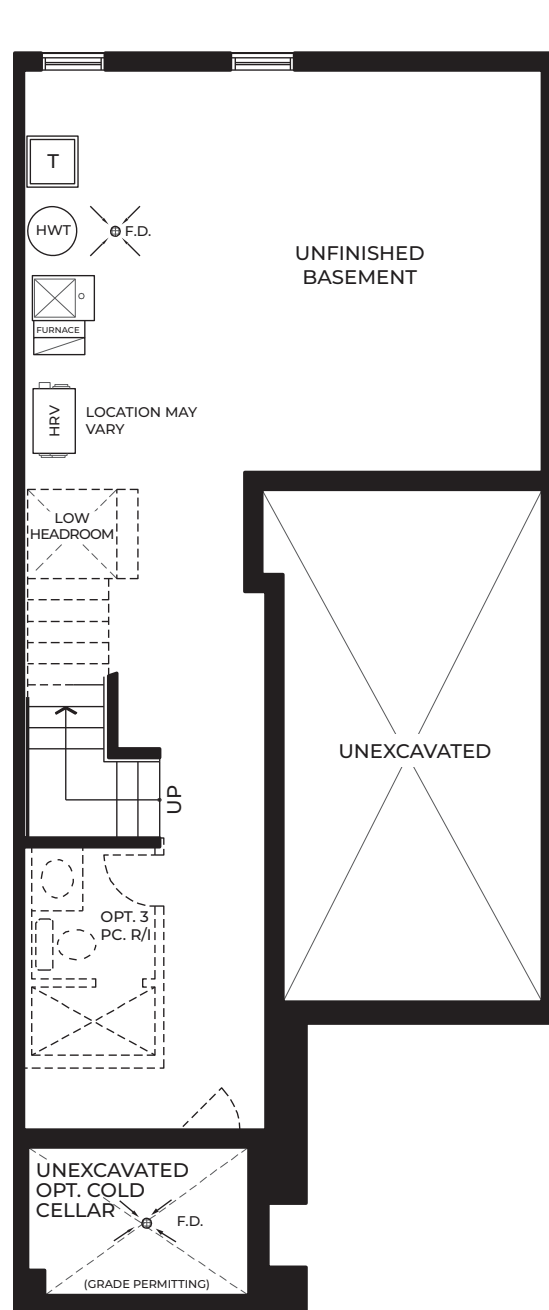 T
HWT
F.D.
UNFINISHED
BASEMENT
FURNACE
HRV
LOCATION MAY
VARY
LOW
HEADROOM
UNEXCAVATED
UP
OPT. 3
PC. R/I
UNEXCAVATED
OPT. COLD
CELLAR
F.D.
(GRADE PERMITTING)